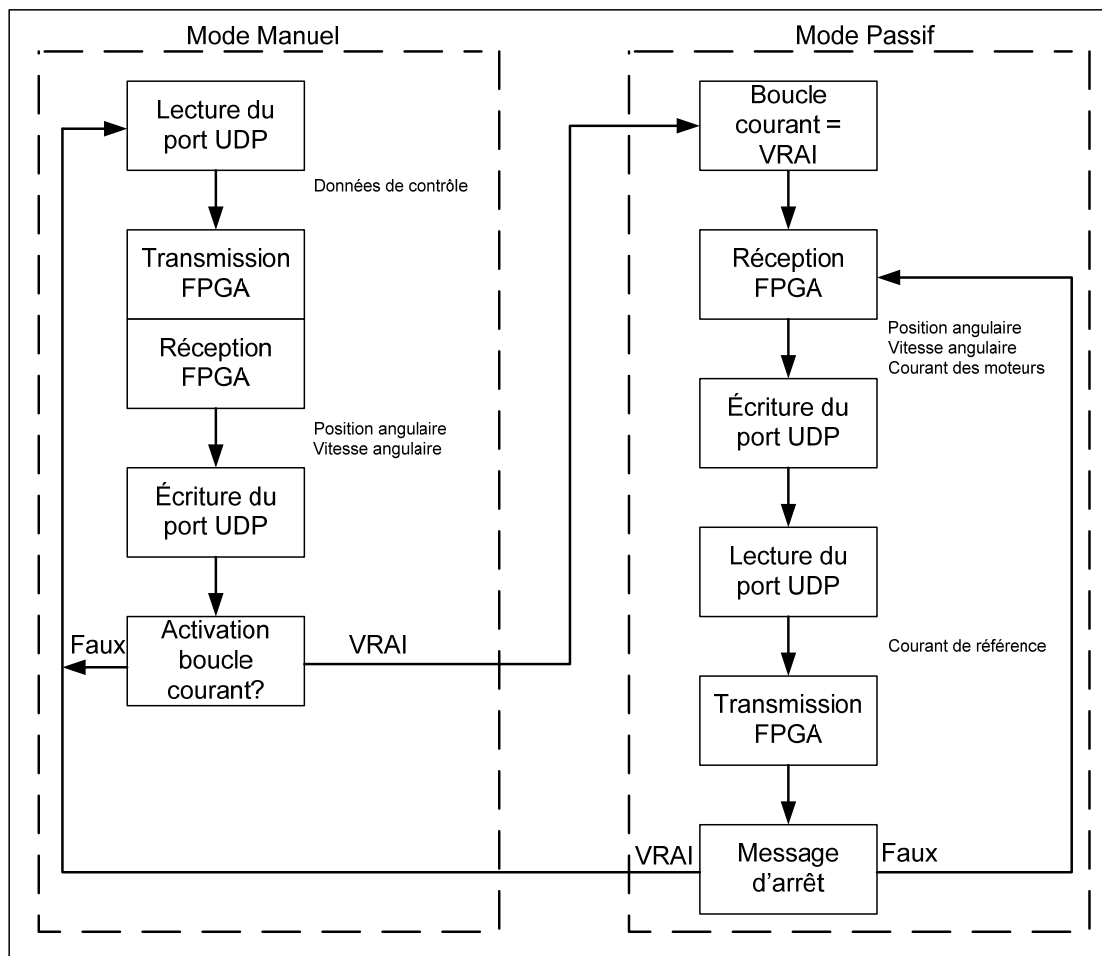 Mode Manuel
Lecture du
port UDP
Données de contrôle
Transmission
FPGA
Réception
FPGA
Position angulaire
Vitesse angulaire
Écriture du
port UDP
Faux
Activation
boucle
courant?
VRAI
Mode Passif
Boucle
courant =
VRAI
Réception
FPGA
Position angulaire
Vitesse angulaire
Courant des moteurs
Écriture du
port UDP
Lecture du
port UDP
Courant de référence
Transmission
FPGA
VRAI
Message
d'arrêt
Faux